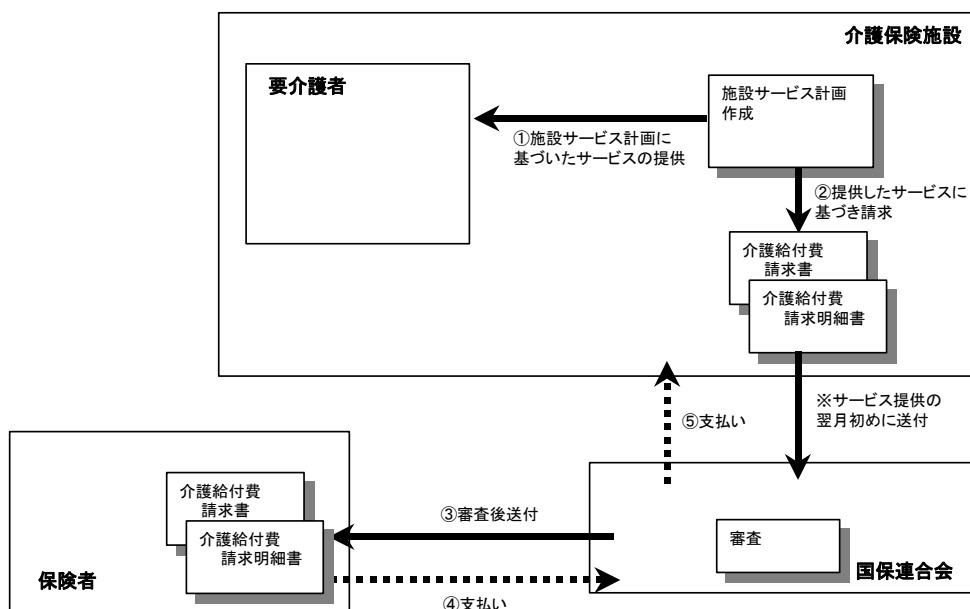 介護保険施設
要介護者
施設サービス計画
作成
①施設サービス計画に
基づいたサービスの提供
②提供したサービスに
基づき請求
介護給付費
請求書
介護給付費
請求明細書
※サービス提供の
翌月初めに送付
⑤支払い
介護給付費
請求書
介護給付費
請求明細書
③審査後送付
審査
保険者
国保連合会
④支払い